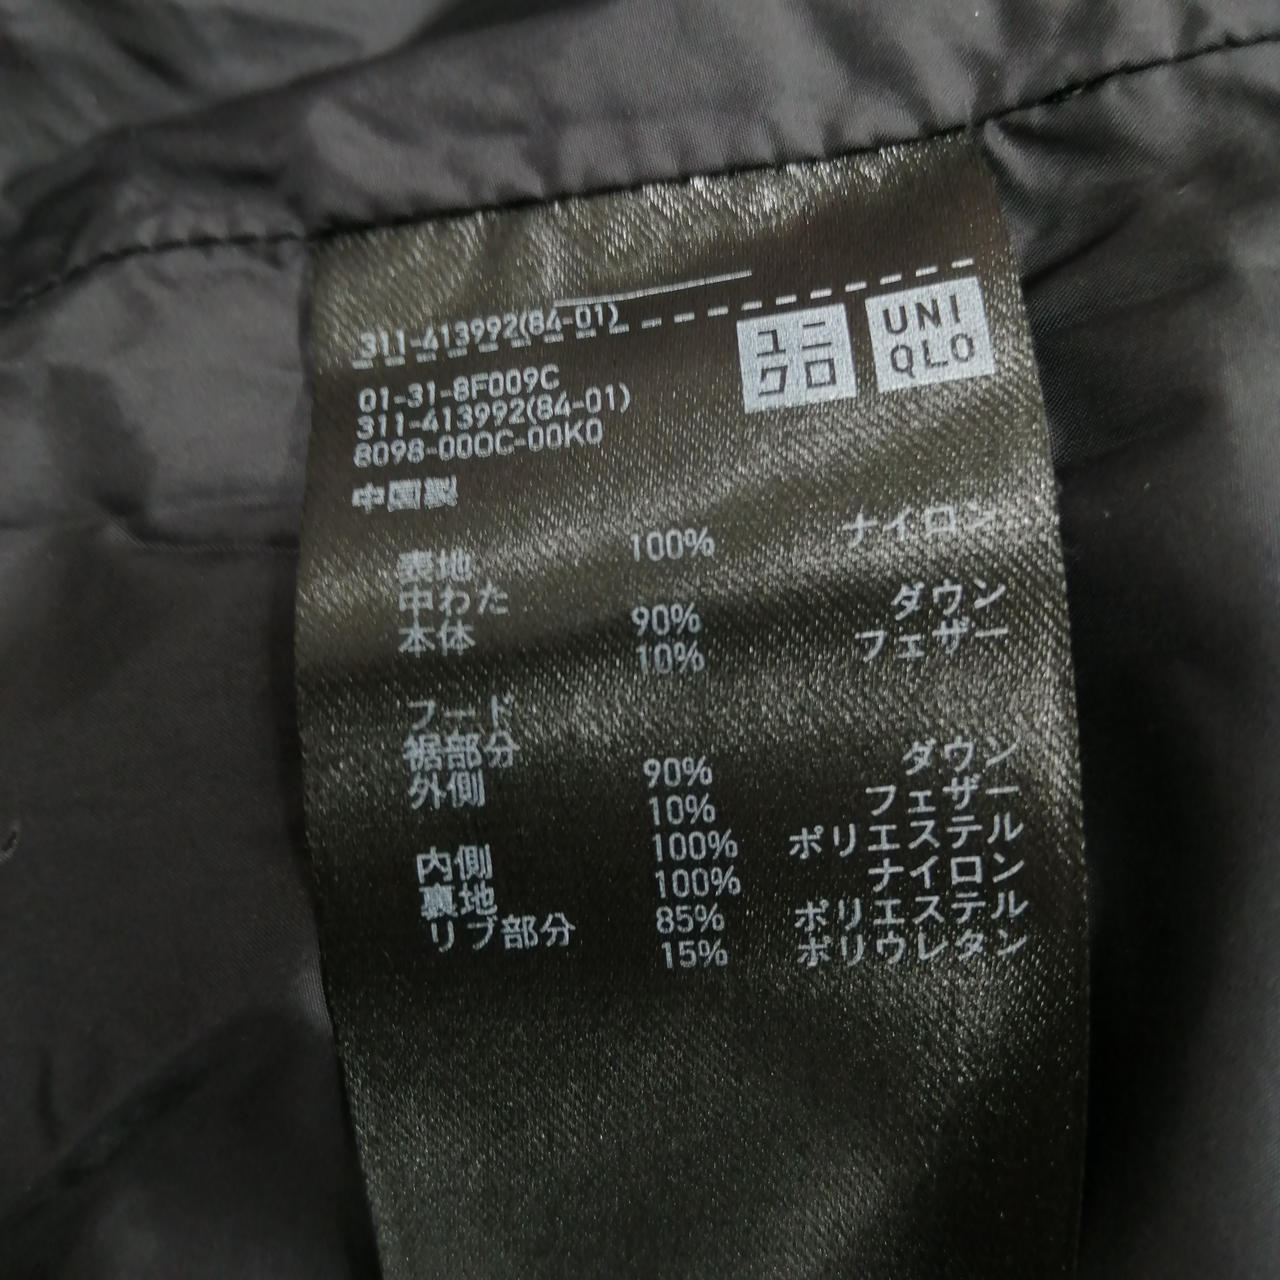 311-413992(84-01)
ユニクロ
UNIQLO
01-31-8F009C
311-413992(84-01)
8098-000C-00K0
中国製
表地 100% ナイロン
中わた
本体 90% ダウン
10% フェザー
フード
裾部分
外側 90% ダウン
10% フェザー
内側 100% ポリエステル
裏地 100% ナイロン
リブ部分 85% ポリエステル
15% ポリウレタン